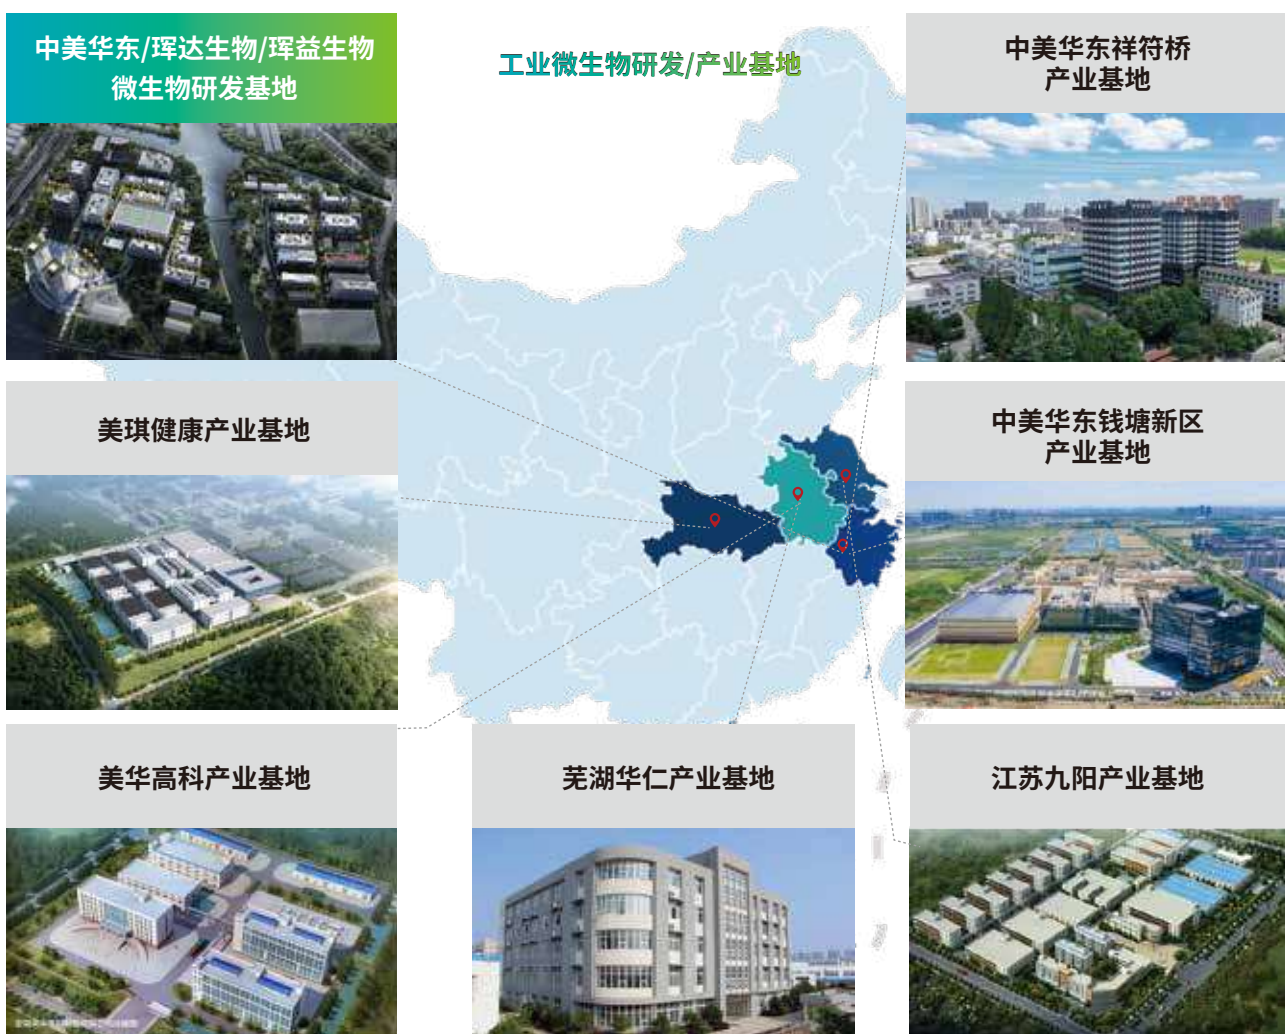 中美华东/珲达生物/珲益生物
微生物研发基地
工业微生物研发/产业基地
中美华东祥符桥
产业基地
美琪健康产业基地
中美华东钱塘新区
产业基地
美华高科产业基地
芜湖华仁产业基地
江苏九阳产业基地